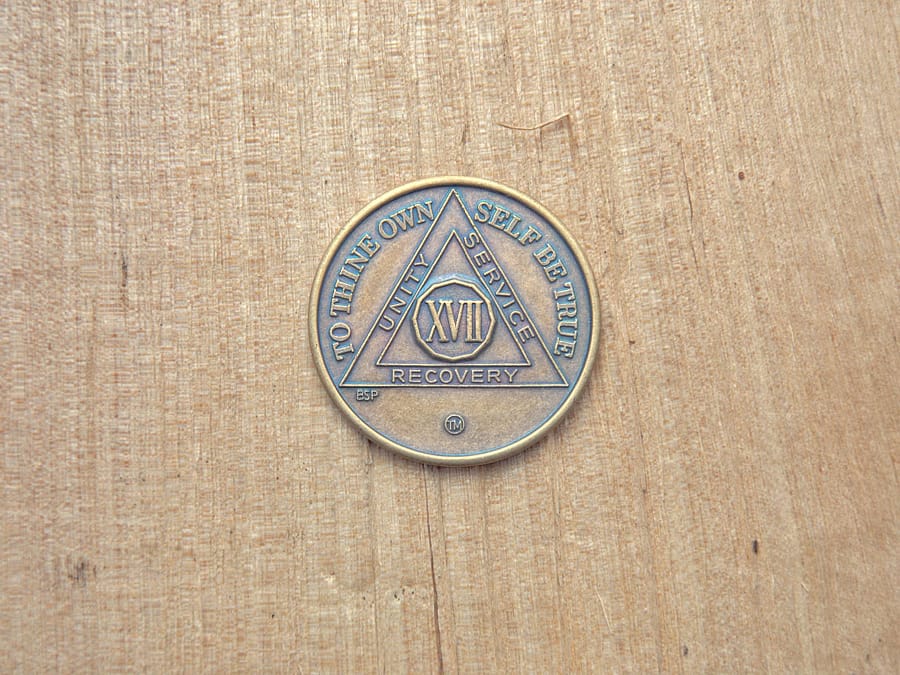 TO THINE OWN SELF BE TRUE
UNITY
SERVICE
XVII
RECOVERY
BSP
TM